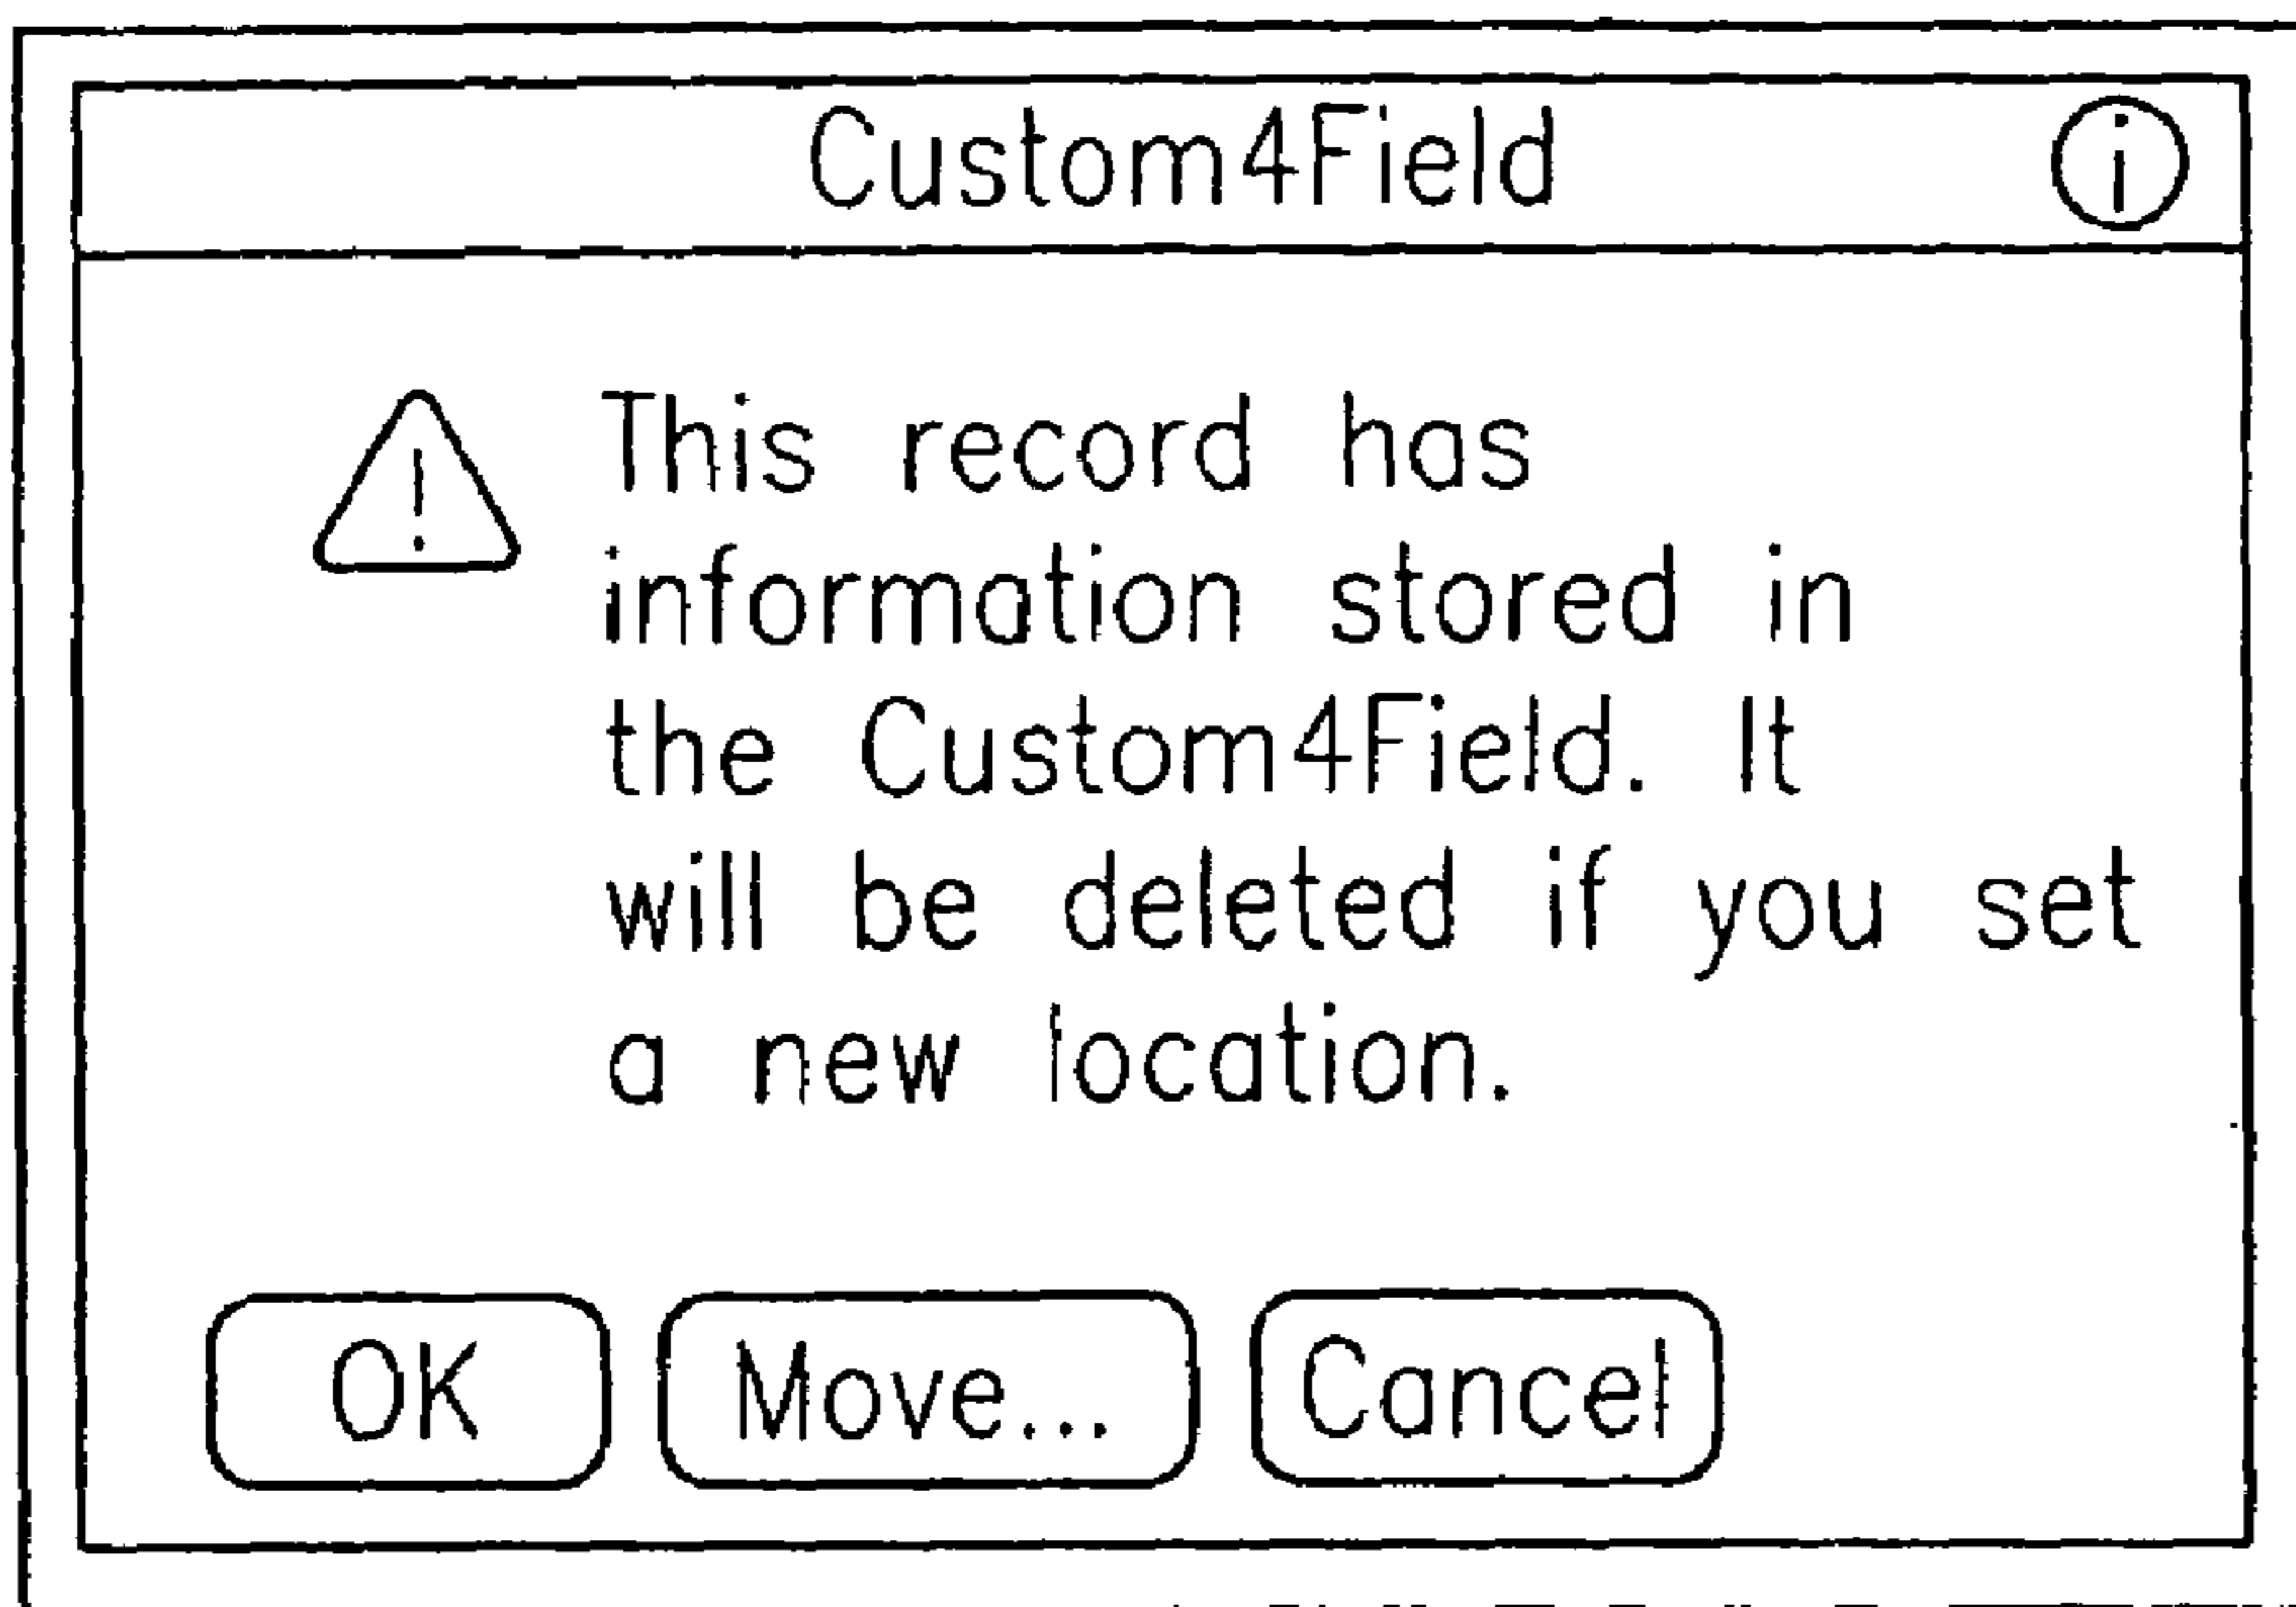 Custom4Field i
This record has
information stored in
the Custom4Field. It
will be deleted if you set
a new location.
OK Move... Cancel